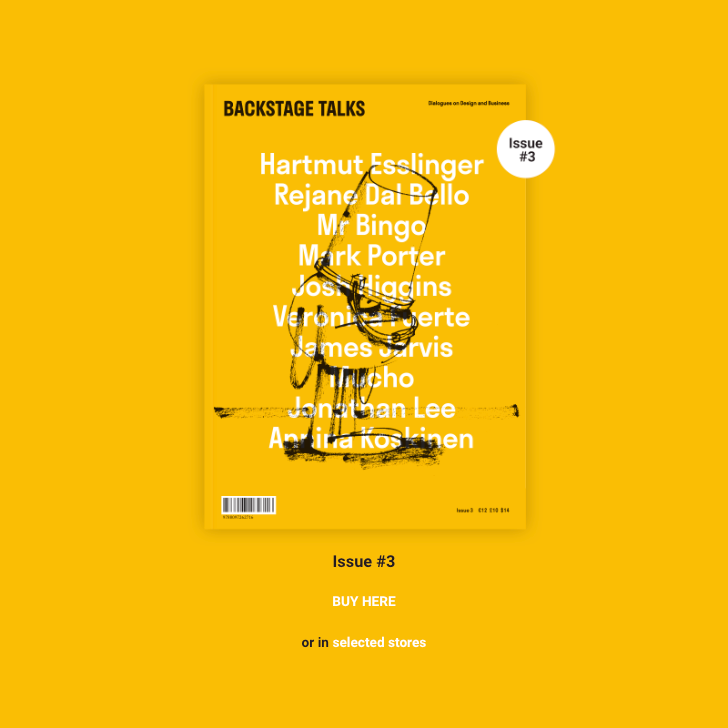 BACKSTAGE TALKS
Dialogues on Design and Business
Issue
#3
Hartmut Esslinger
Rejane Dal Bello
Mr Bingo
Mark Porter
Josh Higgins
Veronica Fuerte
James Jarvis
Mucho
Jonathan Lee
Annina Koskinen
Issue 3 £12 €10 $14
Issue #3
BUY HERE
or in selected stores